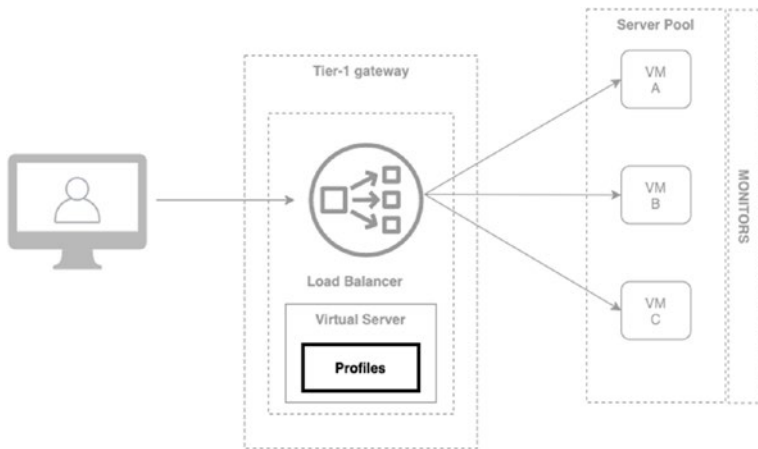 Server Pool
Tier-1 gateway
VM
A
VM
B
VM
C
MONITORS
Load Balancer
Virtual Server
Profiles